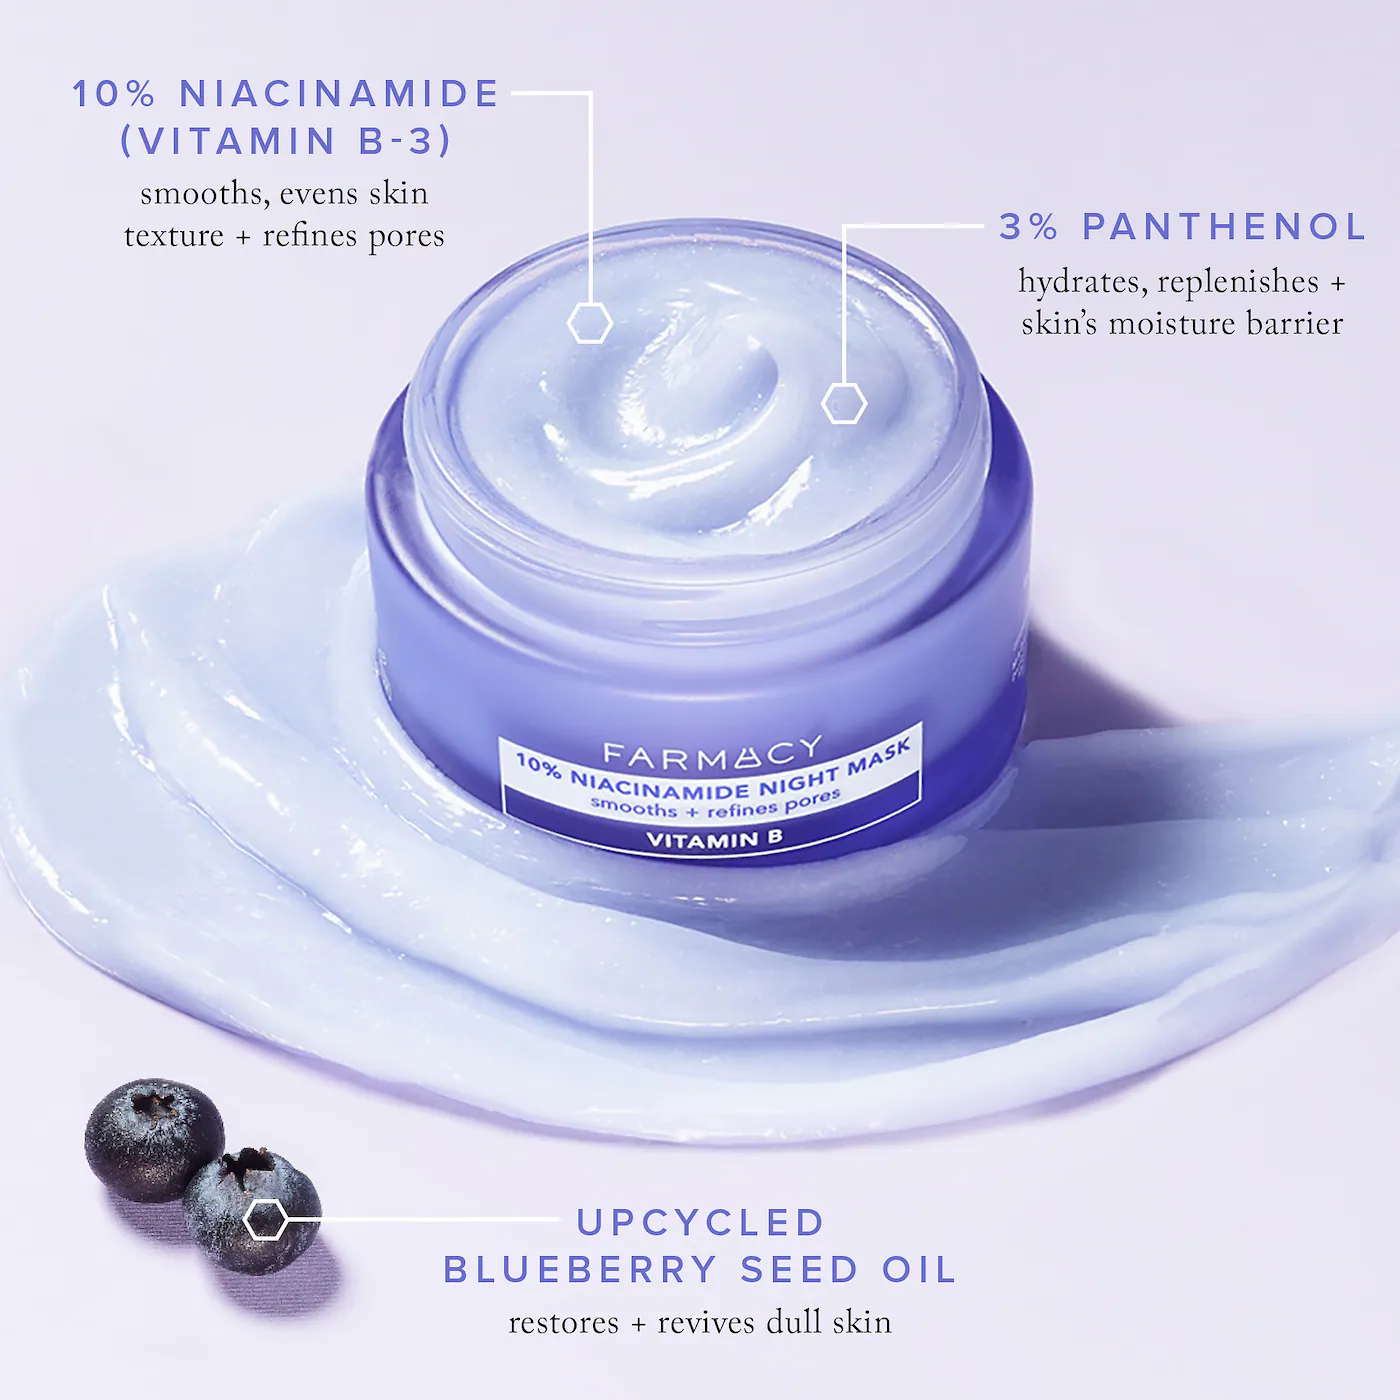 10% NIACINAMIDE
(VITAMIN B-3)
smooths, evens skin
texture + refines pores
3% PANTHENOL
hydrates, replenishes +
skin's moisture barrier
FARMACY
10% NIACINAMIDE NIGHT MASK
smooths + refines pores
VITAMIN B
UPCYCLED
BLUEBERRY SEED OIL
restores + revives dull skin